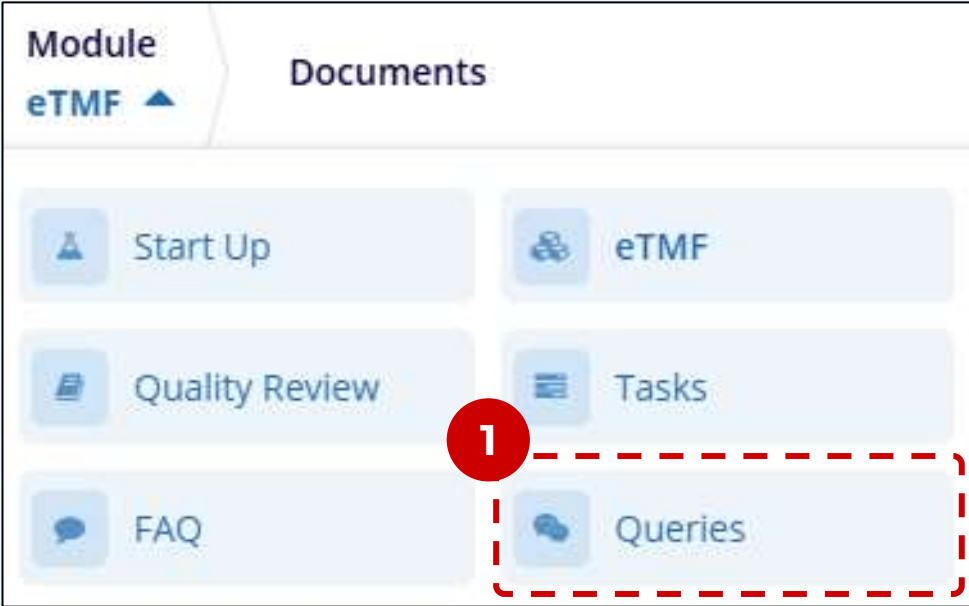 Module
eTMF
Documents
Start Up
eTMF
Quality Review
Tasks
1
FAQ
Queries